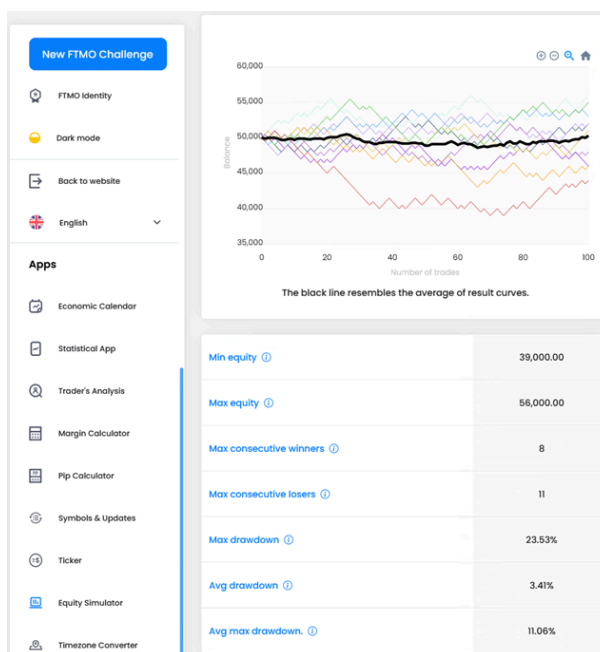 New FTMO Challenge
FTMO Identity
Dark mode
Back to website
English
Apps
Economic Calendar
Statistical App
Trader's Analysis
Margin Calculator
Pip Calculator
Symbols & Updates
Ticker
Equity Simulator
Timezone Converter
60,000
55,000
50,000
45,000
40,000
35,000
Balance
0 20 40 60 80 100
Number of trades
The black line resembles the average of result curves.
Min equity 39,000.00
Max equity 56,000.00
Max consecutive winners 8
Max consecutive losers 11
Max drawdown 23.53%
Avg drawdown 3.41%
Avg max drawdown. 11.06%